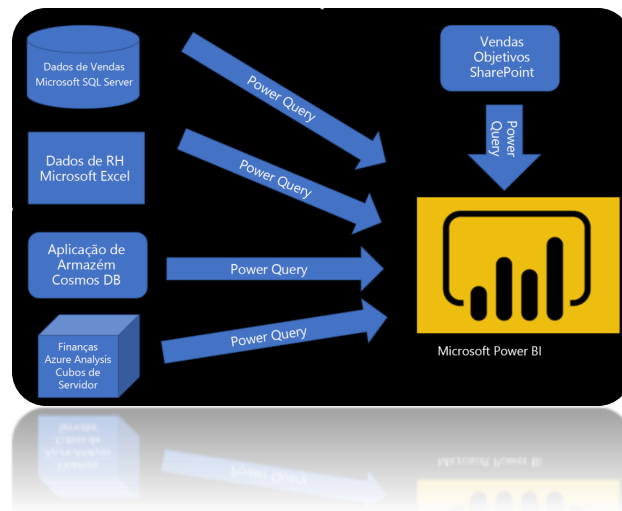 Dados de Vendas
Microsoft SQL Server
Power Query
Vendas
Objetivos
SharePoint
Power
Query
Dados de RH
Microsoft Excel
Power Query
Aplicação de
Armazém
Cosmos DB
Power Query
Finanças
Azure Analysis
Cubos de
Servidor
Power Query
Microsoft Power BI